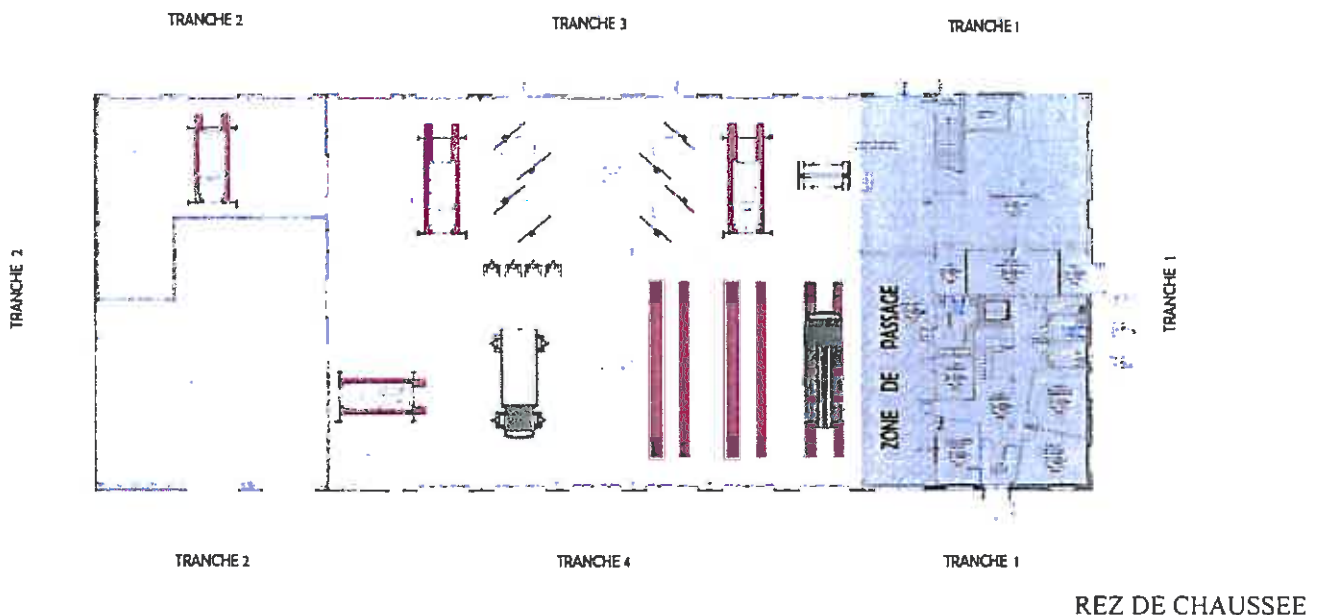 TRANCHE 2
TRANCHE 3
TRANCHE 1
TRANCHE 2
TRANCHE 1
ZONE DE PASSAGE
TRANCHE 2
TRANCHE 4
TRANCHE 1
REZ DE CHAUSSEE